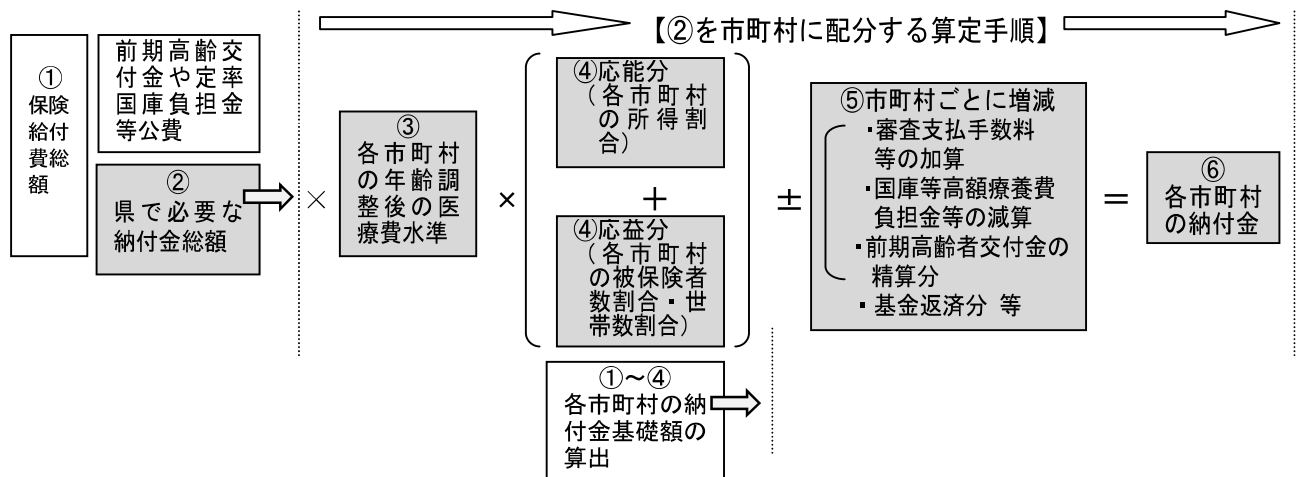 ①
保険
給付
費総
額
前期高齢交
付金や定率
国庫負担金
等公費
②
県で必要な
納付金総額
【②を市町村に配分する算定手順】
×
③
各市町村
の年齢調
整後の医
療費水準
×
④応能分
（各市町村
の所得割
合）
＋
④応益分
（各市町村
の被保険者
数割合・世
帯数割合）
①～④
各市町村の納
付金基礎額の
算出
±
⑤市町村ごとに増減
・審査支払手数料
等の加算
・国庫等高額療養費
負担金等の減算
・前期高齢者交付金の
精算分
・基金返済分 等
＝
⑥
各市町村
の納付金